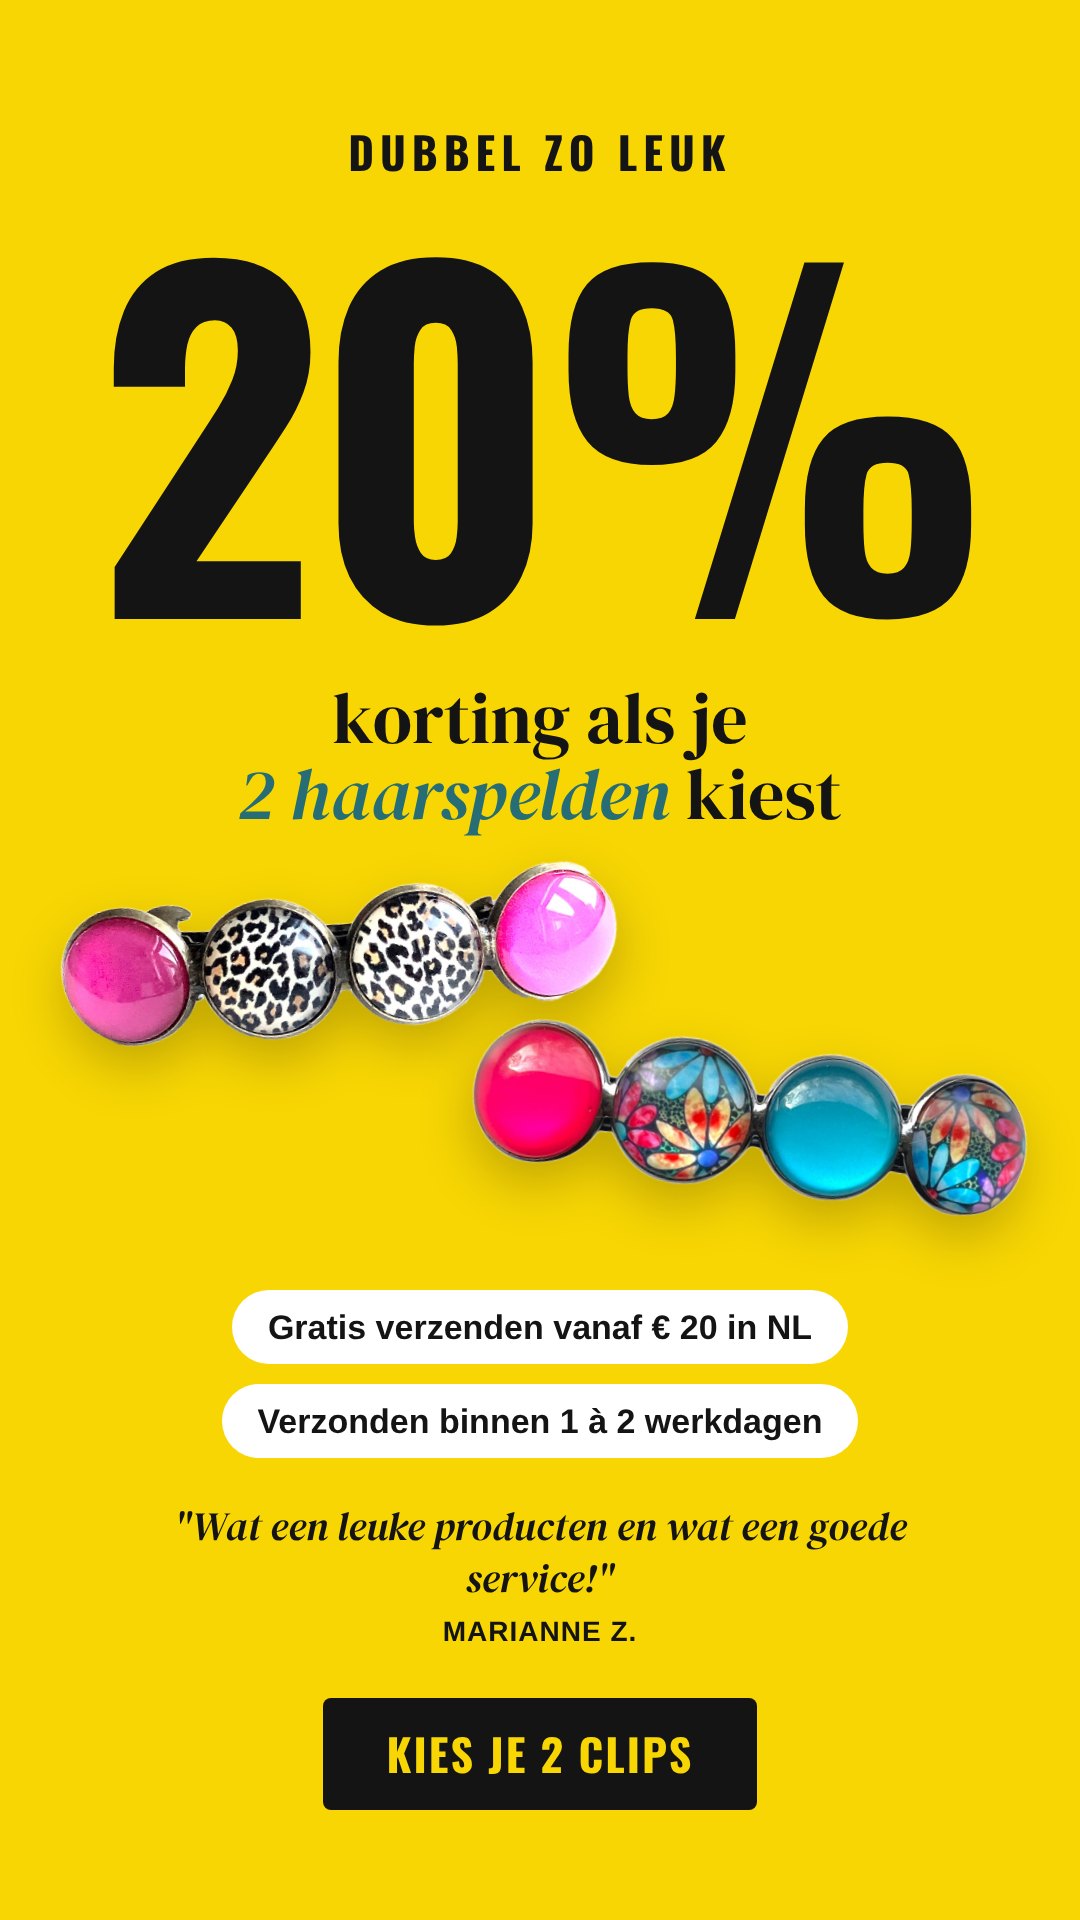 DUBBEL ZO LEUK
20%
korting als je
2 haarspelden kiest
Gratis verzenden vanaf € 20 in NL
Verzonden binnen 1 à 2 werkdagen
"Wat een leuke producten en wat een goede
service!"
MARIANNE Z.
KIES JE 2 CLIPS